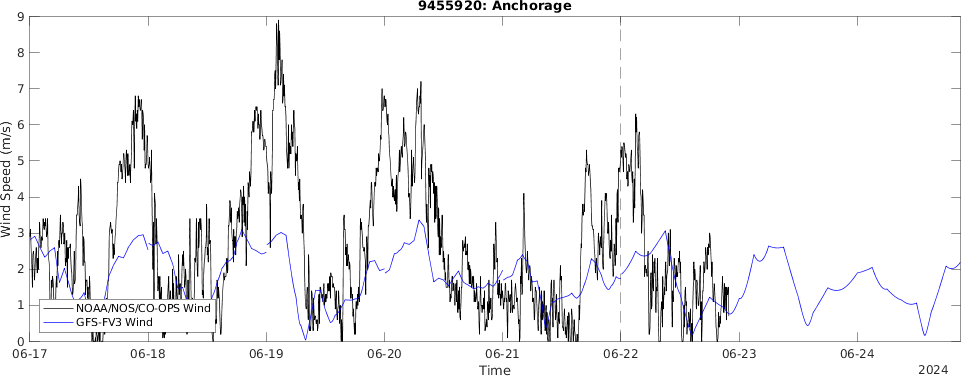 9455920: Anchorage
Wind Speed (m/s)
9
8
7
6
5
4
3
2
1
0
NOAA/NOS/CO-OPS Wind
GFS-FV3 Wind
06-17 06-18 06-19 06-20 06-21 06-22 06-23 06-24
Time
2024